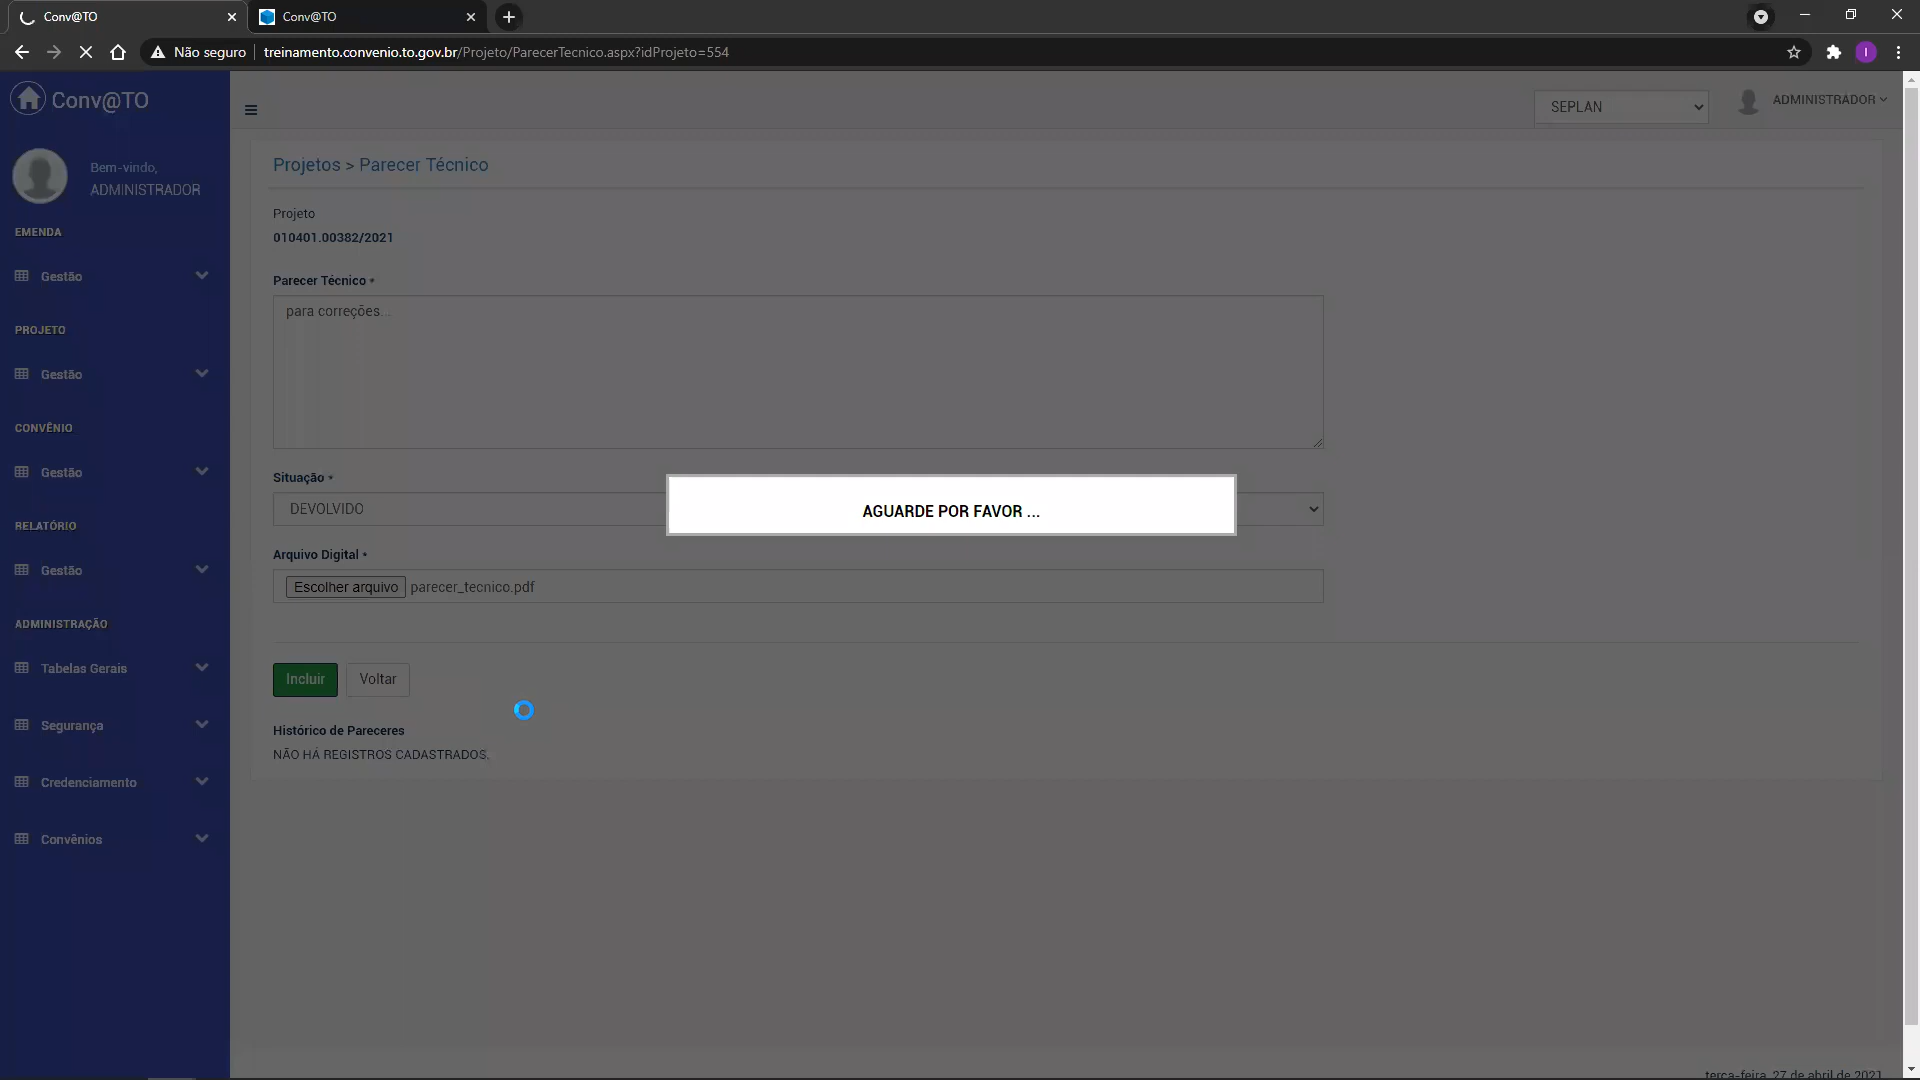 Conv@TO
Conv@TO
Não seguro
treinamento.convenio.to.gov.br/Projeto/ParecerTecnico.aspx?idProjeto=554
I
Conv@TO
SEPLAN
ADMINISTRADOR
Bem-vindo,
ADMINISTRADOR
EMENDA
Gestão
PROJETO
Gestão
CONVÊNIO
Gestão
RELATÓRIO
Gestão
ADMINISTRAÇÃO
Tabelas Gerais
Segurança
Credenciamento
Convênios
Projetos > Parecer Técnico
Projeto
010401.00382/2021
Parecer Técnico *
para correções...
Situação *
DEVOLVIDO
AGUARDE POR FAVOR ...
Arquivo Digital *
Escolher arquivo parecer_tecnico.pdf
Incluir Voltar
Histórico de Pareceres
NÃO HÁ REGISTROS CADASTRADOS.
terça-feira, 27 de abril de 2021